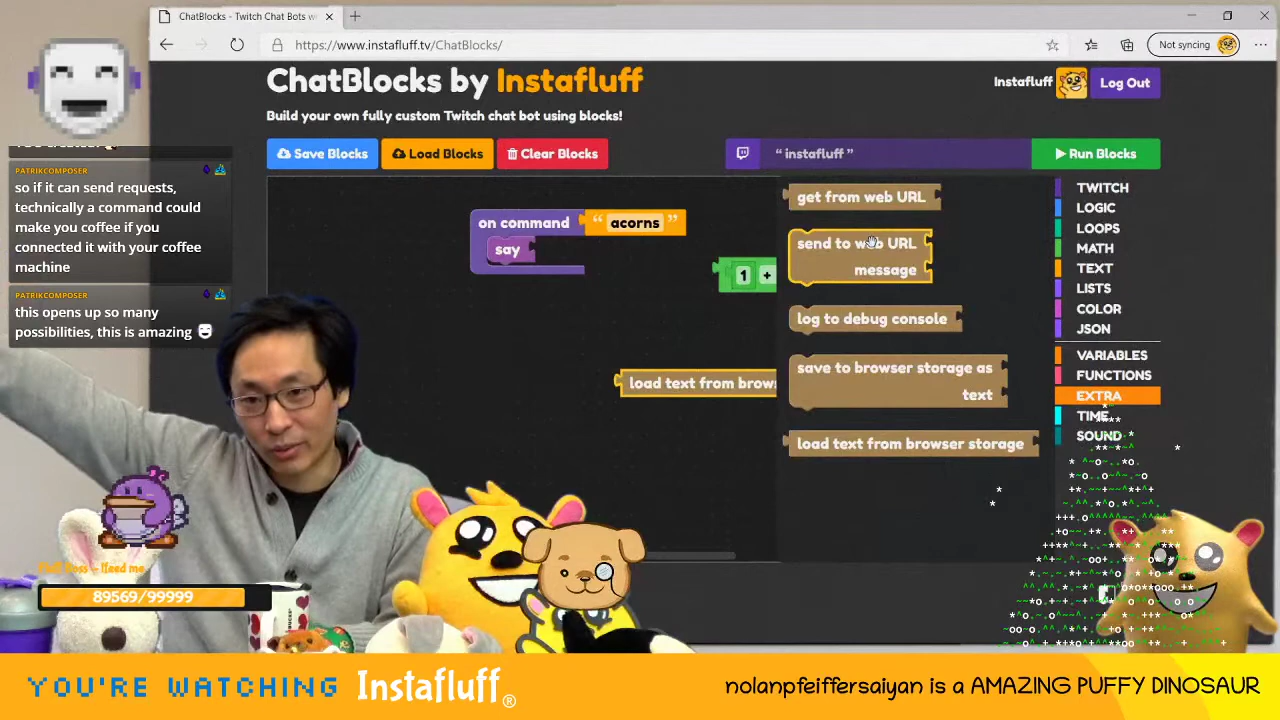 ChatBlocks - Twitch Chat Bots w
https://www.instafluff.tv/ChatBlocks/
Not syncing
ChatBlocks by Instafluff
Instafluff
Log Out
Build your own fully custom Twitch chat bot using blocks!
Save Blocks
Load Blocks
Clear Blocks
“ instafluff ”
Run Blocks
PATRIKCOMPOSER
so if it can send requests,
technically a command could
make you coffee if you
connected it with your coffee
machine
PATRIKCOMPOSER
this opens up so many
possibilities, this is amazing
on command “ acorns ”
say
1 +
load text from brows
get from web URL
send to web URL
message
log to debug console
save to browser storage as
text
load text from browser storage
TWITCH
LOGIC
LOOPS
MATH
TEXT
LISTS
COLOR
JSON
VARIABLES
FUNCTIONS
EXTRA
TIME
SOUND
89569/99999
YOU'RE WATCHING Instafluff®
nolanpfeiffersaiyan is a AMAZING PUFFY DINOSAUR